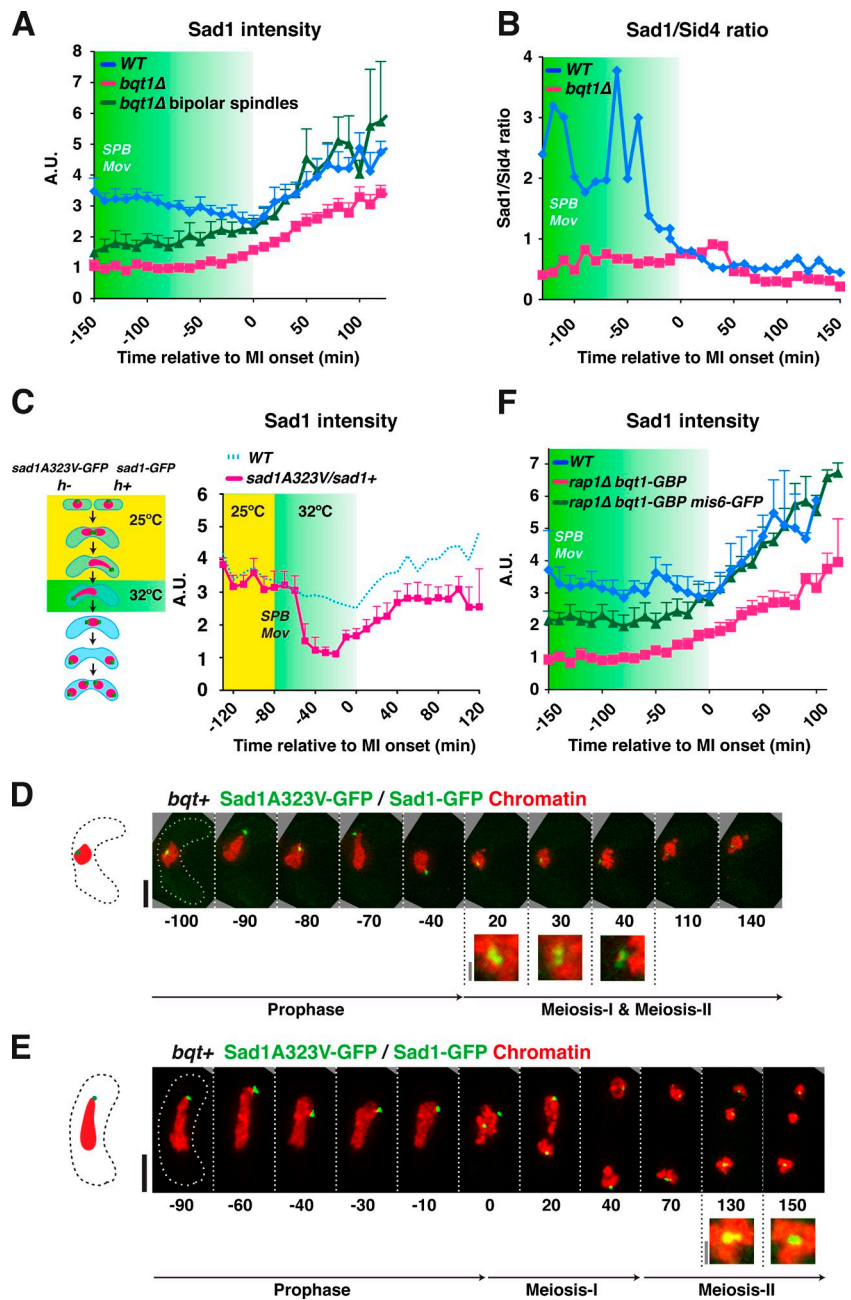 A
Sad1 intensity
8
7
6
5
4
3
2
1
0
A.U.
WT
bqt1Δ
bqt1Δ bipolar spindles
SPB
Mov
-150
-100
-50
0
50
100
Time relative to MI onset (min)
B
Sad1/Sid4 ratio
4
3
2
1
0
Sad1/Sid4 ratio
WT
bqt1Δ
SPB
Mov
-100
-50
0
50
100
150
Time relative to MI onset (min)
C
sad1A323V-GFP sad1-GFP
h- h+
25ºC
32ºC
Sad1 intensity
WT
sad1A323V/sad1+
6
5
4
3
2
1
0
A.U.
25ºC 32ºC
SPB
Mov
-120
-80
-40
0
40
80
120
Time relative to MI onset (min)
F
Sad1 intensity
WT
rap1Δ bqt1-GBP
rap1Δ bqt1-GBP mis6-GFP
7
6
5
4
3
2
1
0
A.U.
SPB
Mov
-150
-100
-50
0
50
100
Time relative to MI onset (min)
D
bqt+ Sad1A323V-GFP / Sad1-GFP Chromatin
-100 -90 -80 -70 -40 20 30 40 110 140
Prophase Meiosis-I & Meiosis-II
E
bqt+ Sad1A323V-GFP / Sad1-GFP Chromatin
-90 -60 -40 -30 -10 0 20 40 70 130 150
Prophase Meiosis-I Meiosis-II